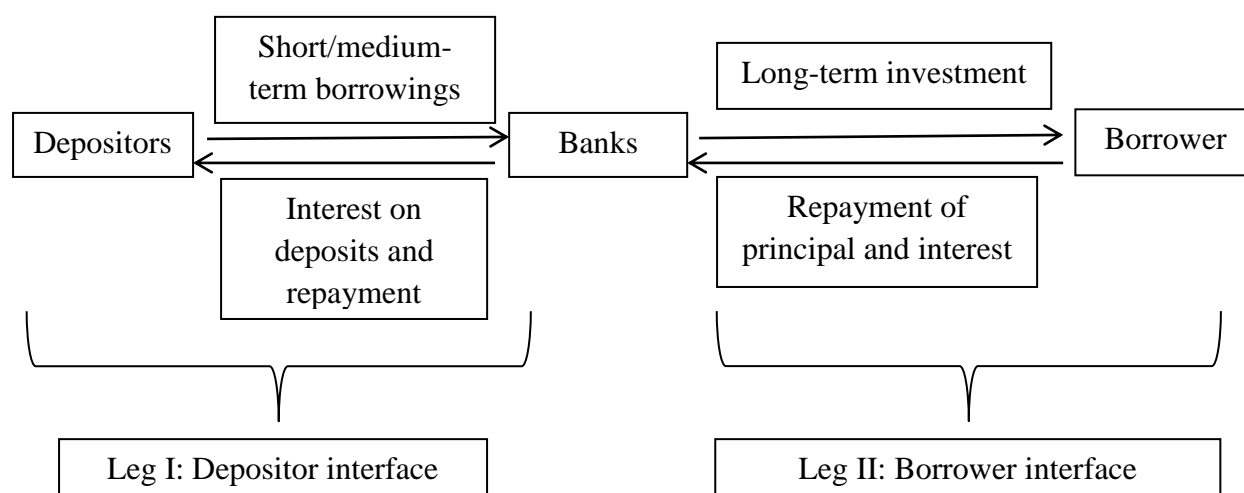 Short/medium-
term borrowings
Long-term investment
Depositors
Banks
Borrower
Interest on
deposits and
repayment
Repayment of
principal and interest
Leg I: Depositor interface
Leg II: Borrower interface